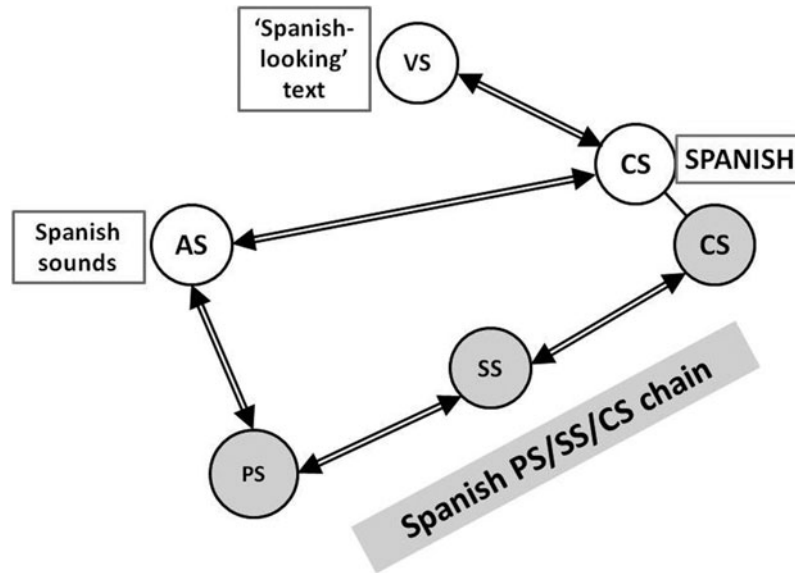 ‘Spanish-
looking’
text
VS
CS
SPANISH
Spanish
sounds
AS
CS
SS
PS
Spanish PS/SS/CS chain